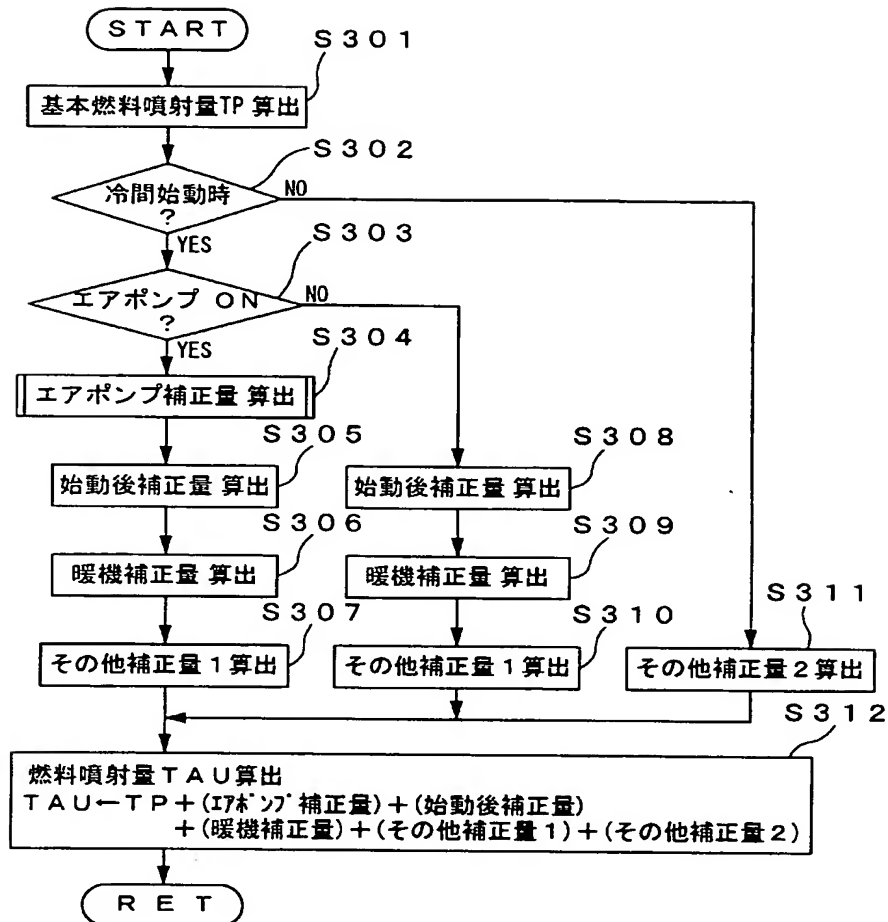 ＳＴＡＲＴ
Ｓ３０１
基本燃料噴射量TP 算出
Ｓ３０２
冷間始動時
?
NO
YES
Ｓ３０３
エアポンプ ＯＮ
?
NO
YES
Ｓ３０４
エアポンプ補正量 算出
Ｓ３０５
始動後補正量 算出
Ｓ３０６
暖機補正量 算出
Ｓ３０７
その他補正量１算出
Ｓ３０８
始動後補正量 算出
Ｓ３０９
暖機補正量 算出
Ｓ３１０
その他補正量１算出
Ｓ３１１
その他補正量２算出
Ｓ３１２
燃料噴射量ＴＡＵ算出
ＴＡＵ←ＴＰ＋(ｴｱﾎﾟﾝﾌﾟ補正量)＋(始動後補正量)
＋(暖機補正量)＋(その他補正量１)＋(その他補正量２)
ＲＥＴ